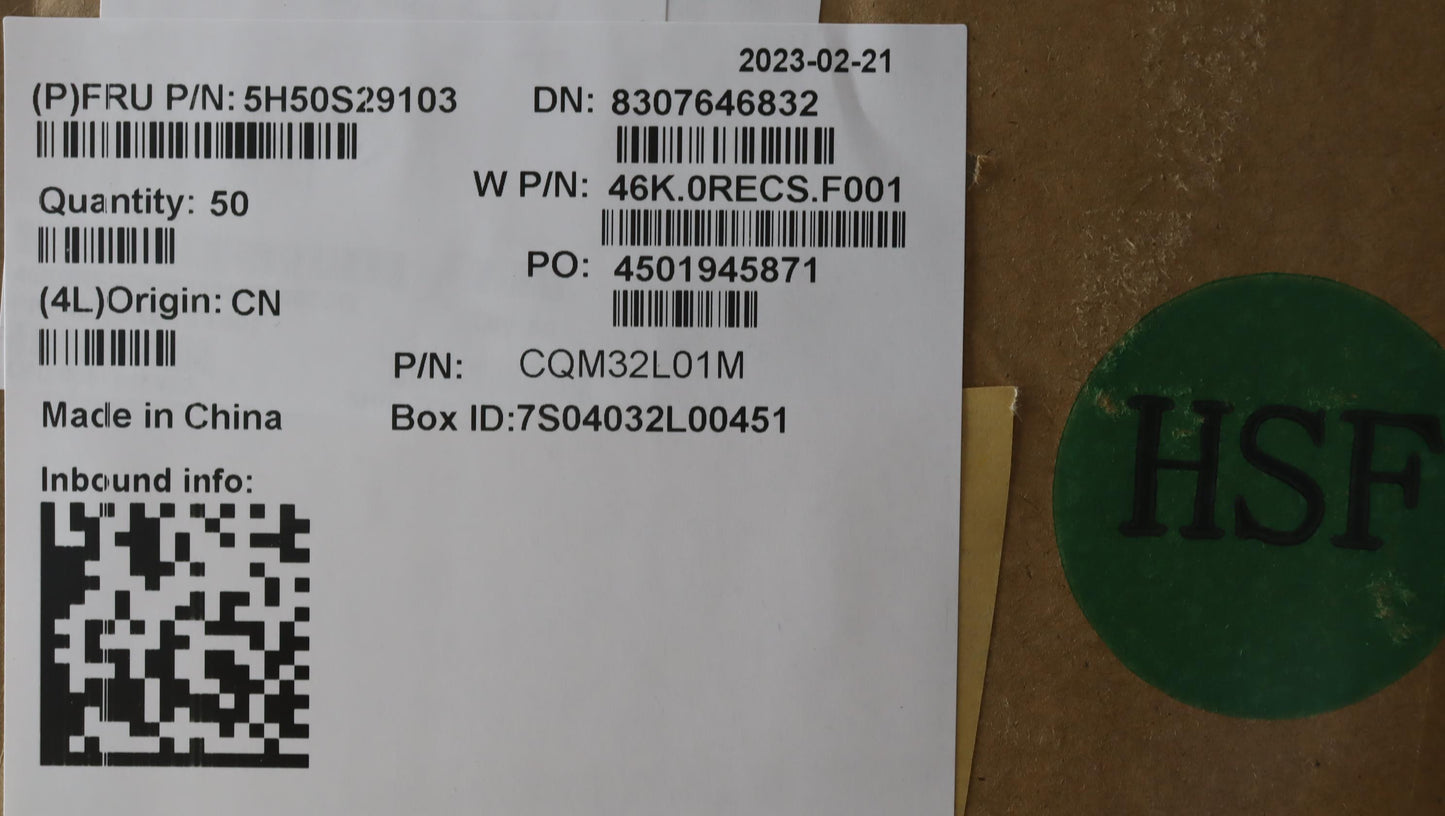 2023-02-21
(P)FRU P/N: 5H50S29103
DN: 8307646832
W P/N: 46K.0RECS.F001
Quantity: 50
PO: 4501945871
(4L)Origin: CN
P/N: CQM32L01M
Made in China
Box ID:7S04032L00451
Inbound info:
HSF